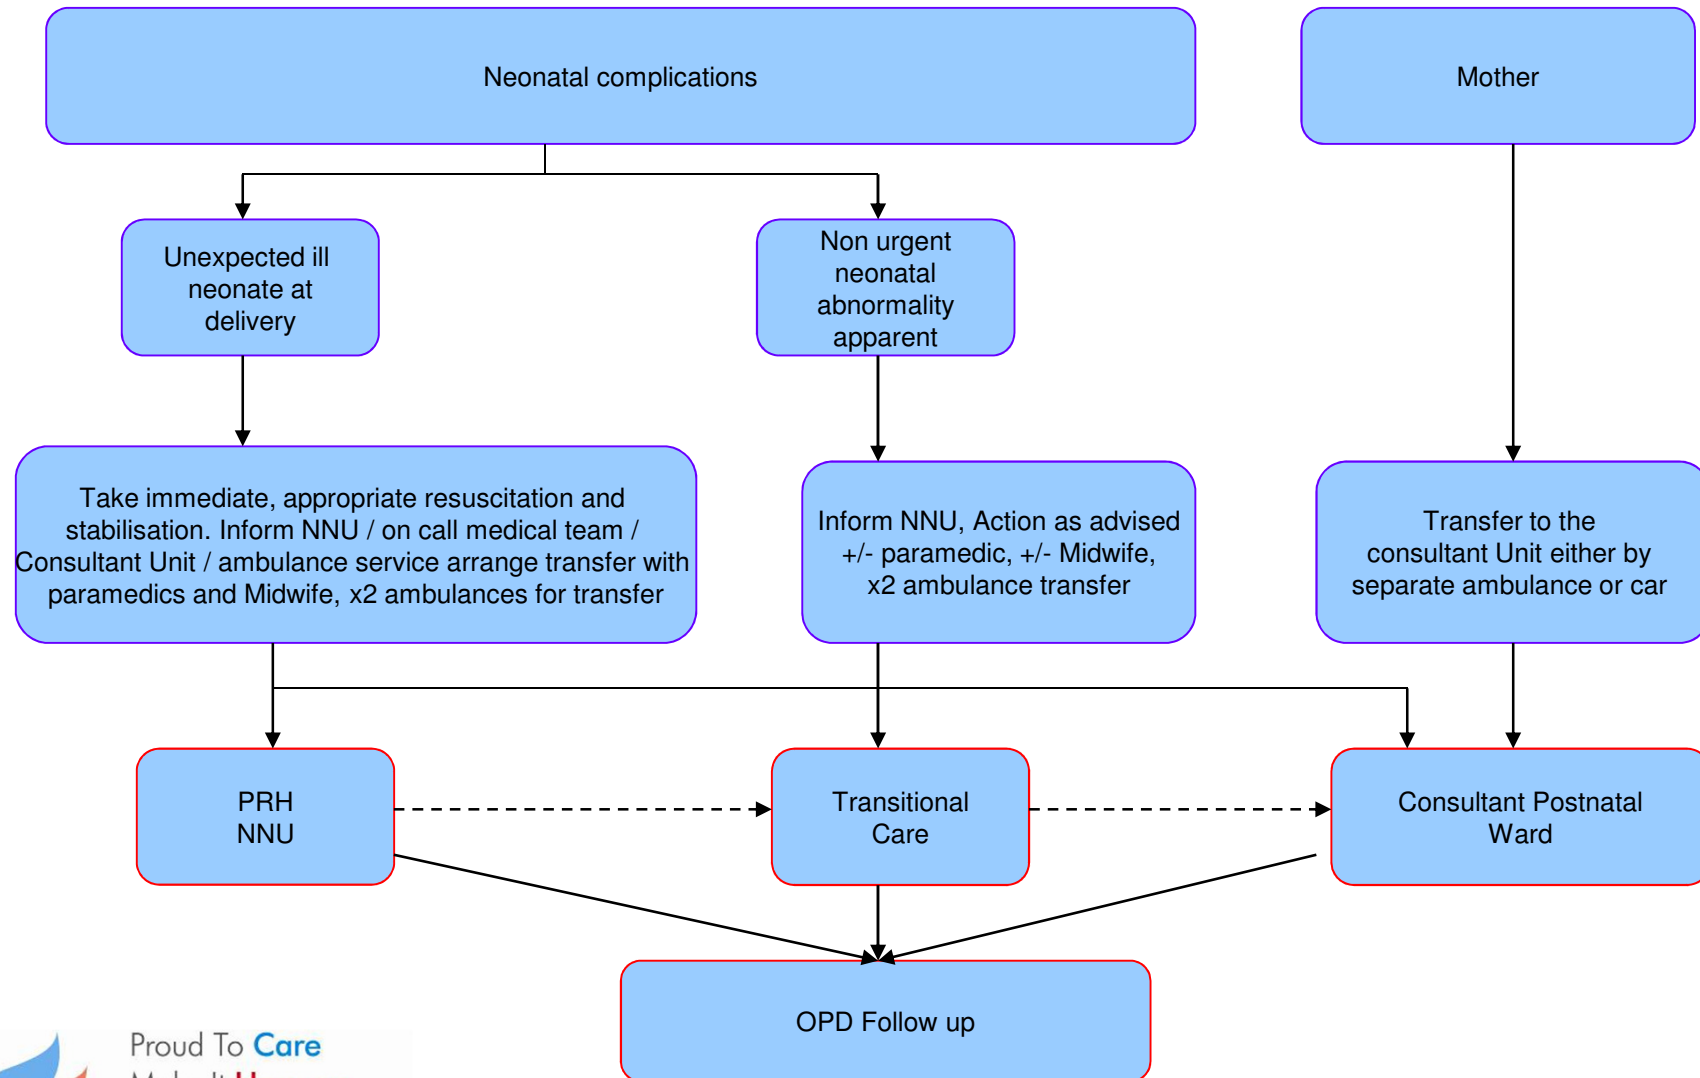 Neonatal complications
Mother
Unexpected ill
neonate at
delivery
Non urgent
neonatal
abnormality
apparent
Take immediate, appropriate resuscitation and
stabilisation. Inform NNU / on call medical team /
Consultant Unit / ambulance service arrange transfer with
paramedics and Midwife, x2 ambulances for transfer
Inform NNU, Action as advised
+/- paramedic, +/- Midwife,
x2 ambulance transfer
Transfer to the
consultant Unit either by
separate ambulance or car
PRH
NNU
Transitional
Care
Consultant Postnatal
Ward
OPD Follow up
Proud To Care